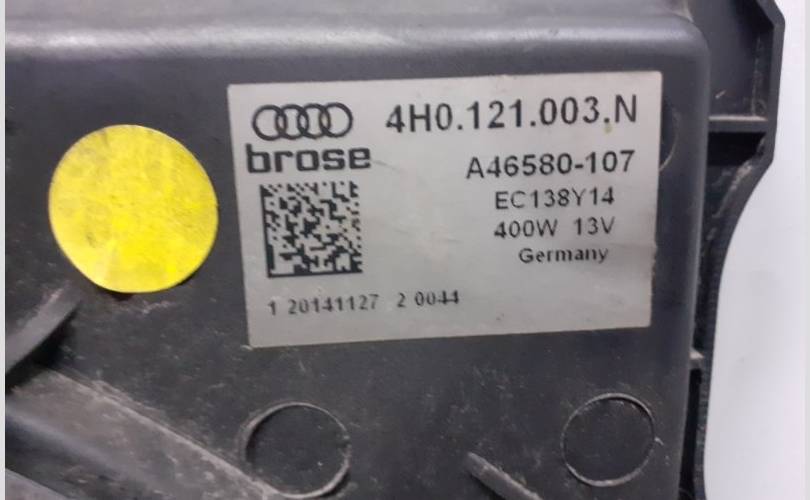 4H0.121.003.N
brose
A46580-107
EC138Y14
400W 13V
Germany
1 20141127 2 0044